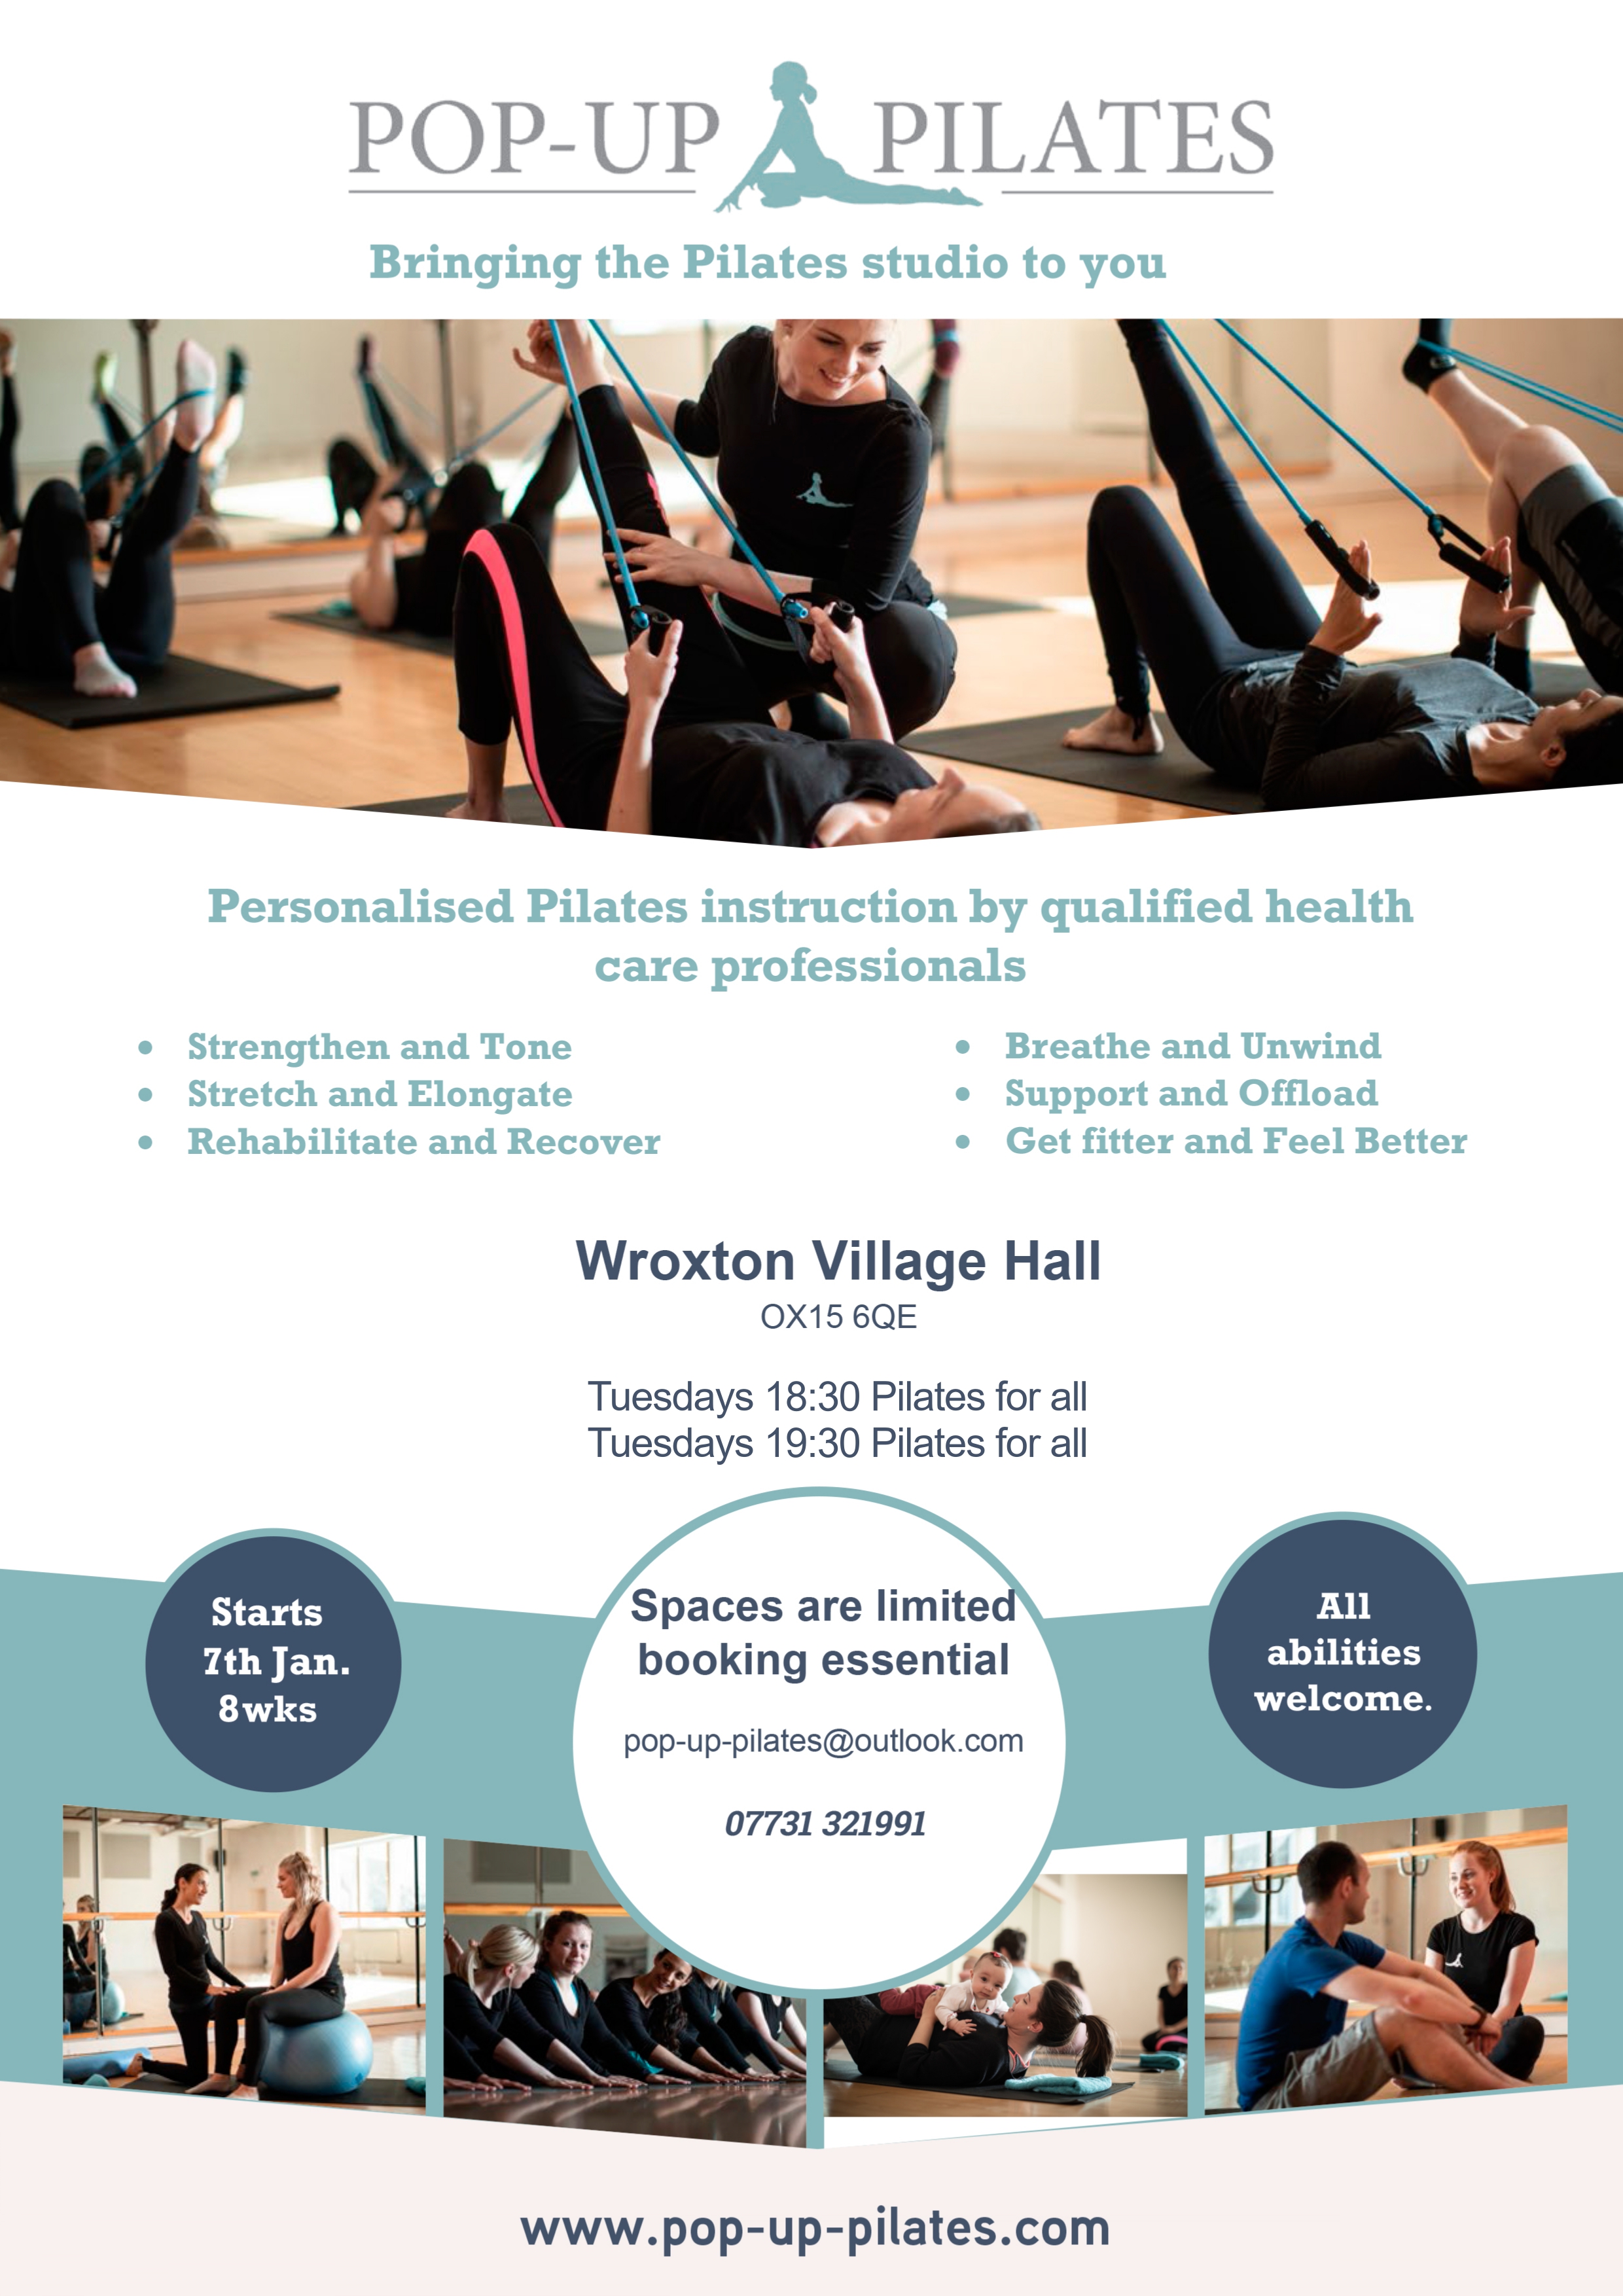 POP-UP PILATES
Bringing the Pilates studio to you
Personalised Pilates instruction by qualified health
care professionals
• Strengthen and Tone
• Stretch and Elongate
• Rehabilitate and Recover
• Breathe and Unwind
• Support and Offload
• Get fitter and Feel Better
Wroxton Village Hall
OX15 6QE
Tuesdays 18:30 Pilates for all
Tuesdays 19:30 Pilates for all
Starts
7th Jan.
8wks
Spaces are limited
booking essential
pop-up-pilates@outlook.com
07731 321991
All
abilities
welcome.
www.pop-up-pilates.com